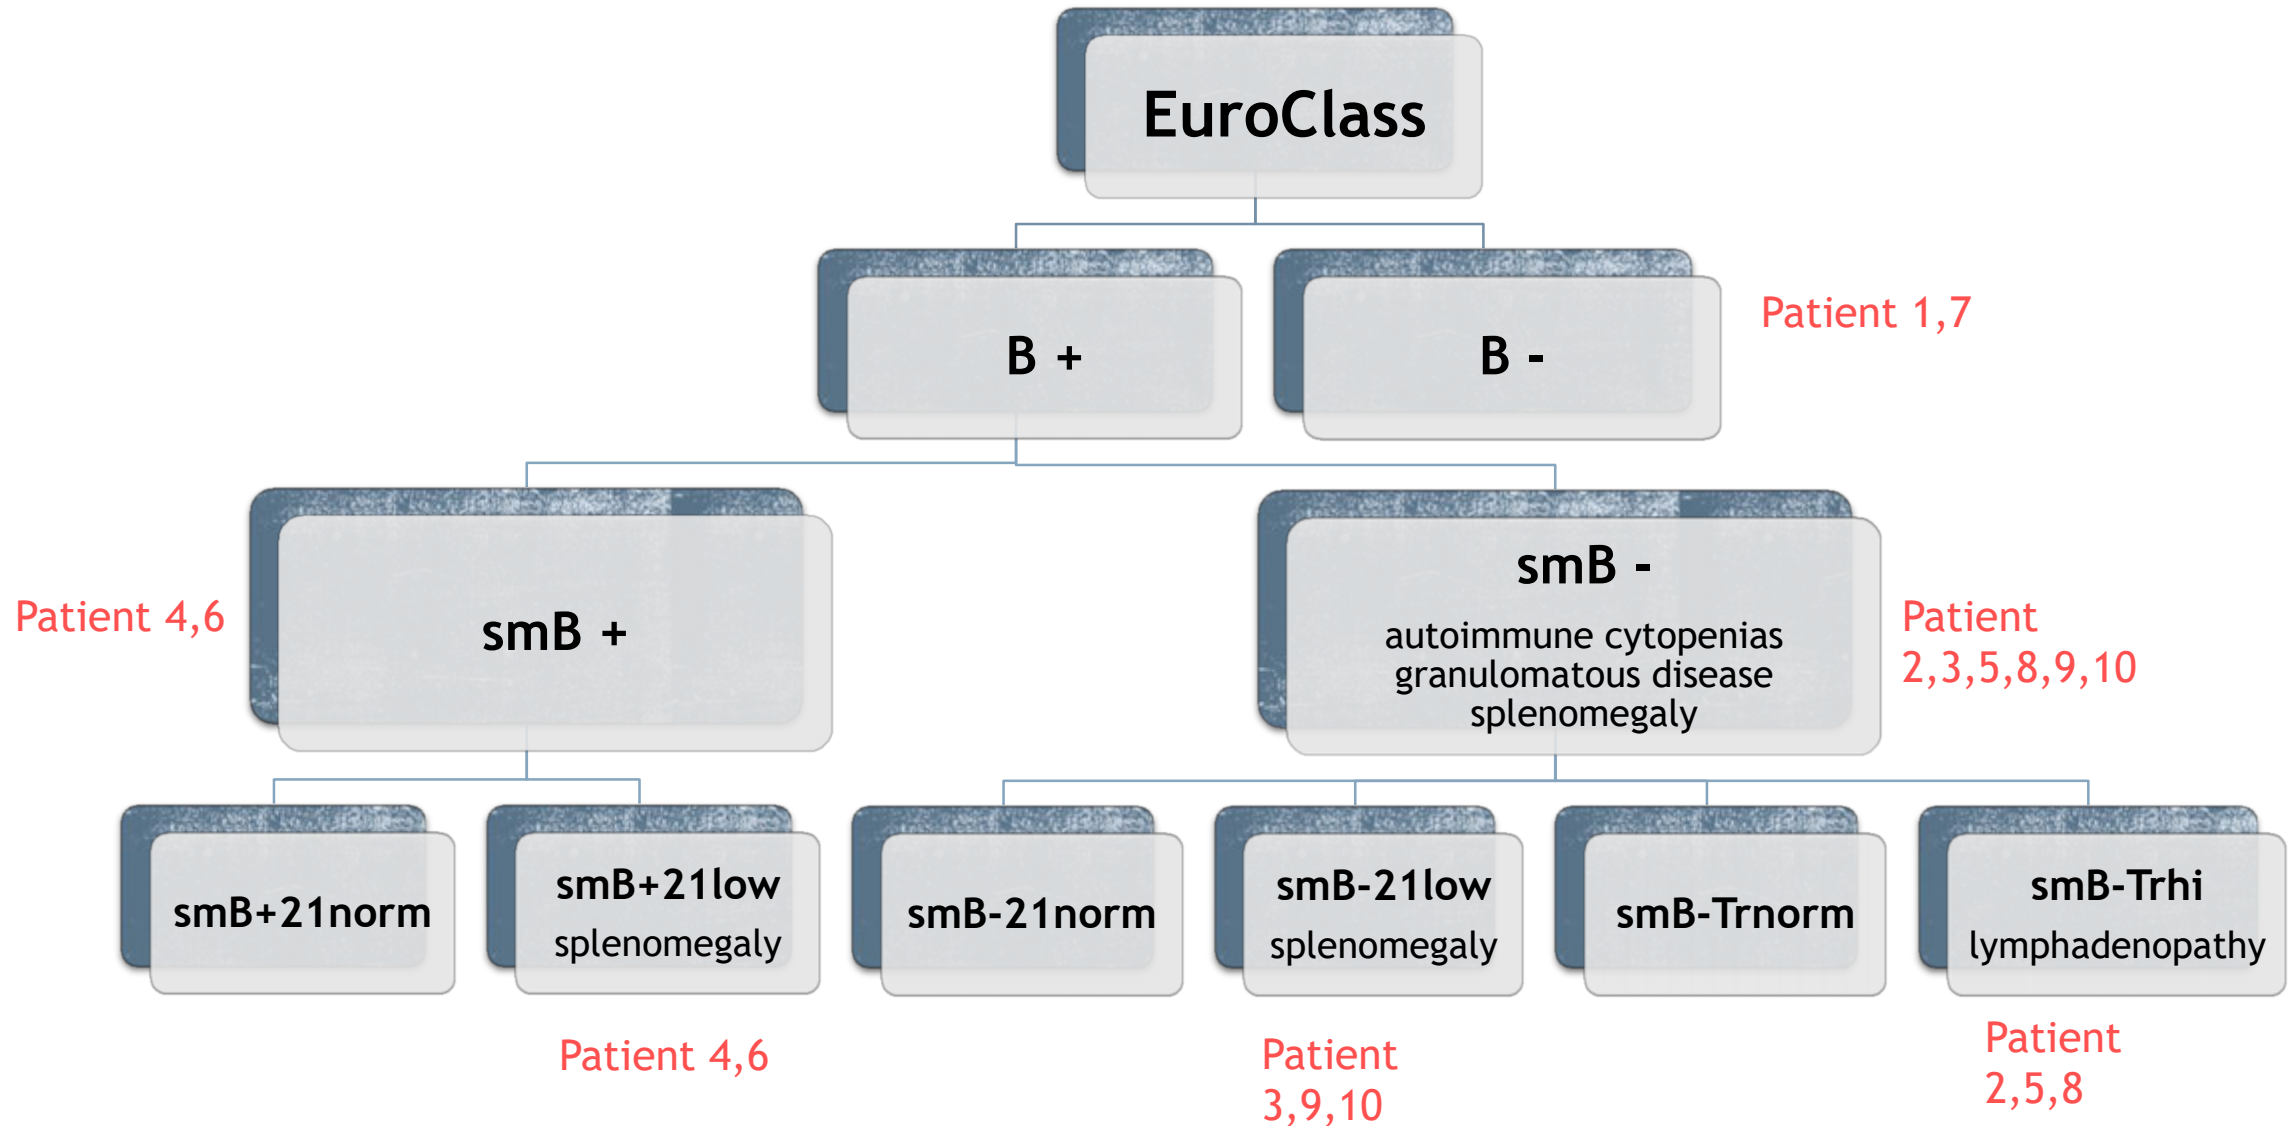 EuroClass
B +
B -
Patient 1,7
Patient 4,6
smB +
smB -
autoimmune cytopenias
granulomatous disease
splenomegaly
Patient
2,3,5,8,9,10
smB+21norm
smB+21low
splenomegaly
smB-21norm
smB-21low
splenomegaly
smB-Trnorm
smB-Trhi
lymphadenopathy
Patient 4,6
Patient
3,9,10
Patient
2,5,8